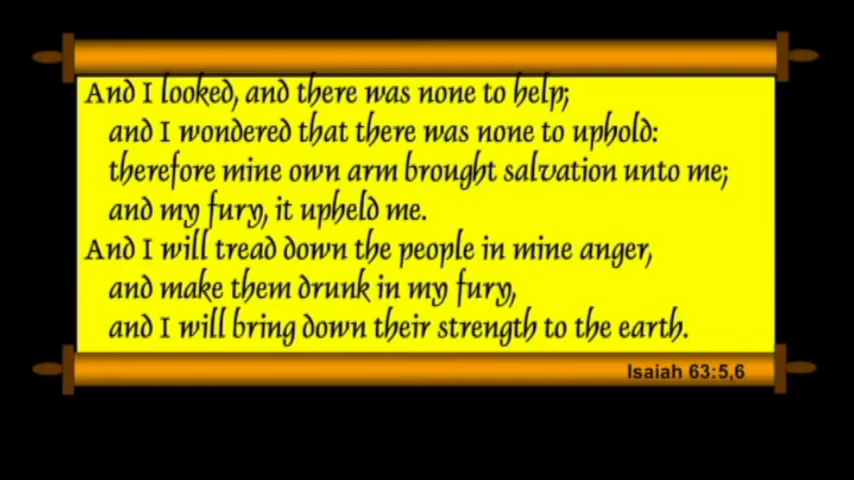 And I looked, and there was none to help;
and I wondered that there was none to uphold:
therefore mine own arm brought salvation unto me;
and my fury, it upheld me.
And I will tread down the people in mine anger,
and make them drunk in my fury,
and I will bring down their strength to the earth.
Isaiah 63:5,6